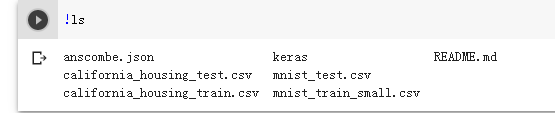 !ls
anscombe.json keras README.md
california_housing_test.csv mnist_test.csv
california_housing_train.csv mnist_train_small.csv